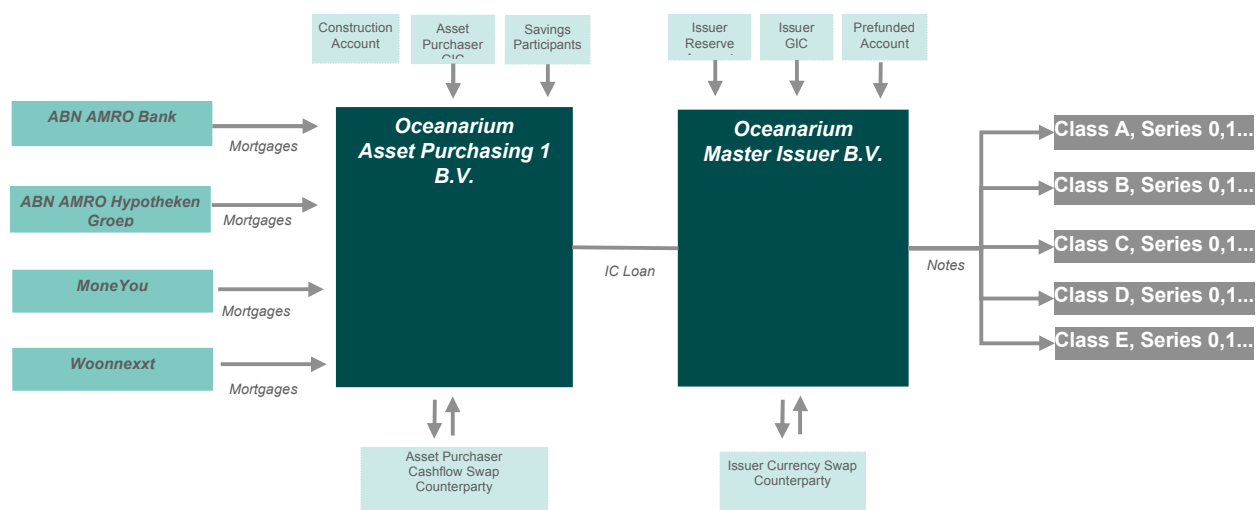 Construction
Account
Asset
Purchaser
GIC
Savings
Participants
Issuer
Reserve
Issuer
GIC
Prefunded
Account
ABN AMRO Bank
Mortgages
ABN AMRO Hypotheken
Groep
Mortgages
MoneYou
Mortgages
Woonnexxt
Mortgages
Oceanarium
Asset Purchasing 1
B.V.
IC Loan
Oceanarium
Master Issuer B.V.
Notes
Class A, Series 0,1...
Class B, Series 0,1...
Class C, Series 0,1...
Class D, Series 0,1...
Class E, Series 0,1...
Asset Purchaser
Cashflow Swap
Counterparty
Issuer Currency Swap
Counterparty